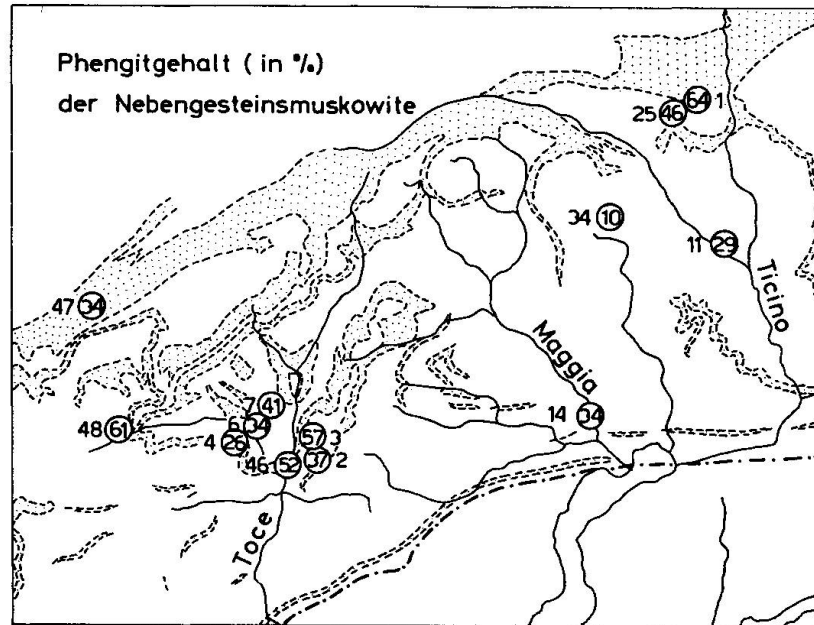 Phengitgehalt ( in %)
der Nebengesteinsmuskowite
64 1
25 46
34 10
11 29
Ticino
47 34
Maggia
7 41
14 34
6 34
48 61
4 26
57 3
46 52
37 2
Toce